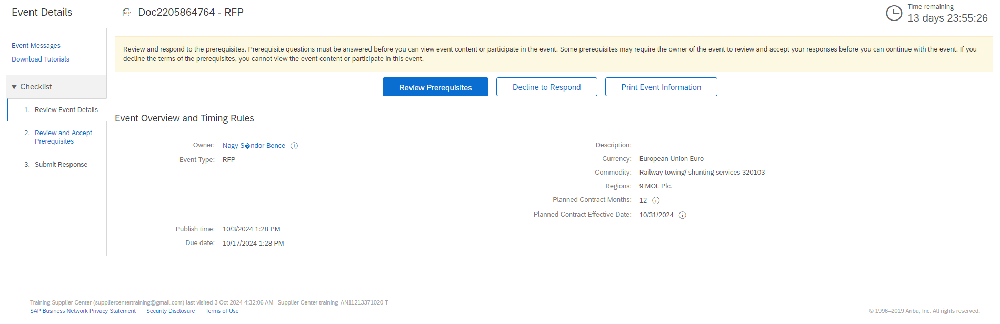 Event Details
RFP
Doc2205864764 - RFP
Time remaining
13 days 23:55:26
Event Messages
Download Tutorials
▼ Checklist
1. Review Event Details
2. Review and Accept
Prerequisites
3. Submit Response
Review and respond to the prerequisites. Prerequisite questions must be answered before you can view event content or participate in the event. Some prerequisites may require the owner of the event to review and accept your responses before you can continue with the event. If you
decline the terms of the prerequisites, you cannot view the event content or participate in this event.
Review Prerequisites
Decline to Respond
Print Event Information
Event Overview and Timing Rules
Owner: Nagy S�ndor Bence
Event Type: RFP
Description:
Currency: European Union Euro
Commodity: Railway towing/ shunting services 320103
Regions: 9 MOL Plc.
Planned Contract Months: 12
Planned Contract Effective Date: 10/31/2024
Publish time: 10/3/2024 1:28 PM
Due date: 10/17/2024 1:28 PM
Training Supplier Center (suppliercentertraining@gmail.com) last visited 3 Oct 2024 4:32:06 AM Supplier Center training AN11213371020-T
SAP Business Network Privacy Statement Security Disclosure Terms of Use
© 1996–2019 Ariba, Inc. All rights reserved.